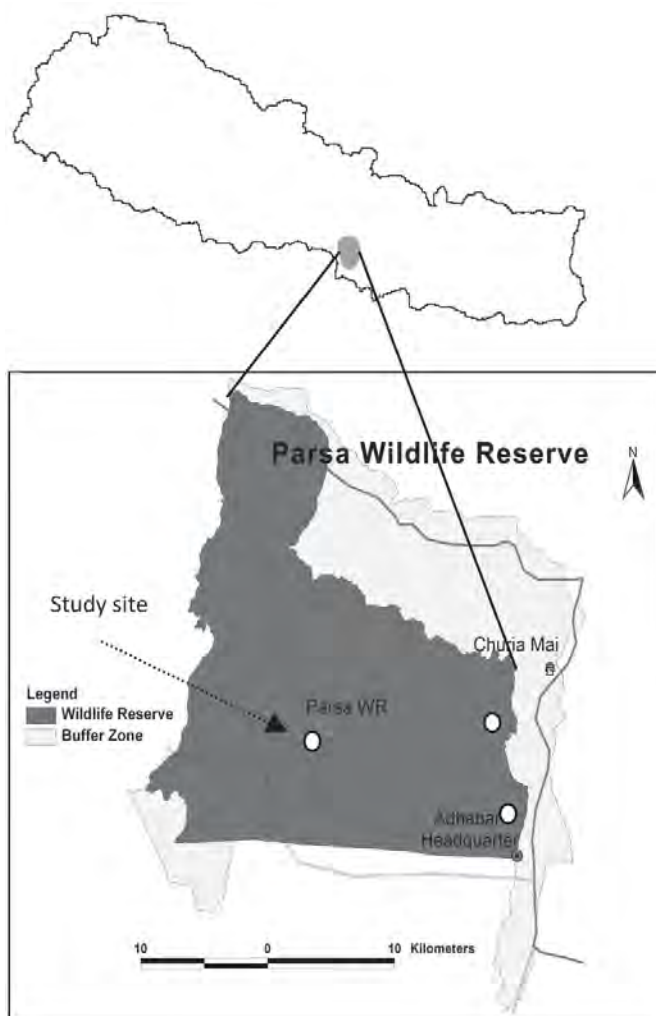 Parsa Wildlife Reserve
N
Study site
Churia Mai
Legend
Wildlife Reserve
Buffer Zone
Parsa WR
Adhabar
Headquarter
10 0 10 Kilometers